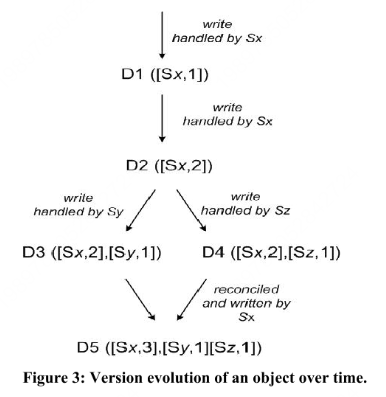 write
handled by Sx
D1 ([Sx,1])
write
handled by Sx
D2 ([Sx,2])
write
handled by Sy
write
handled by Sz
D3 ([Sx,2],[Sy,1])
D4 ([Sx,2],[Sz,1])
reconciled
and written by
Sx
D5 ([Sx,3],[Sy,1][Sz,1])
Figure 3: Version evolution of an object over time.